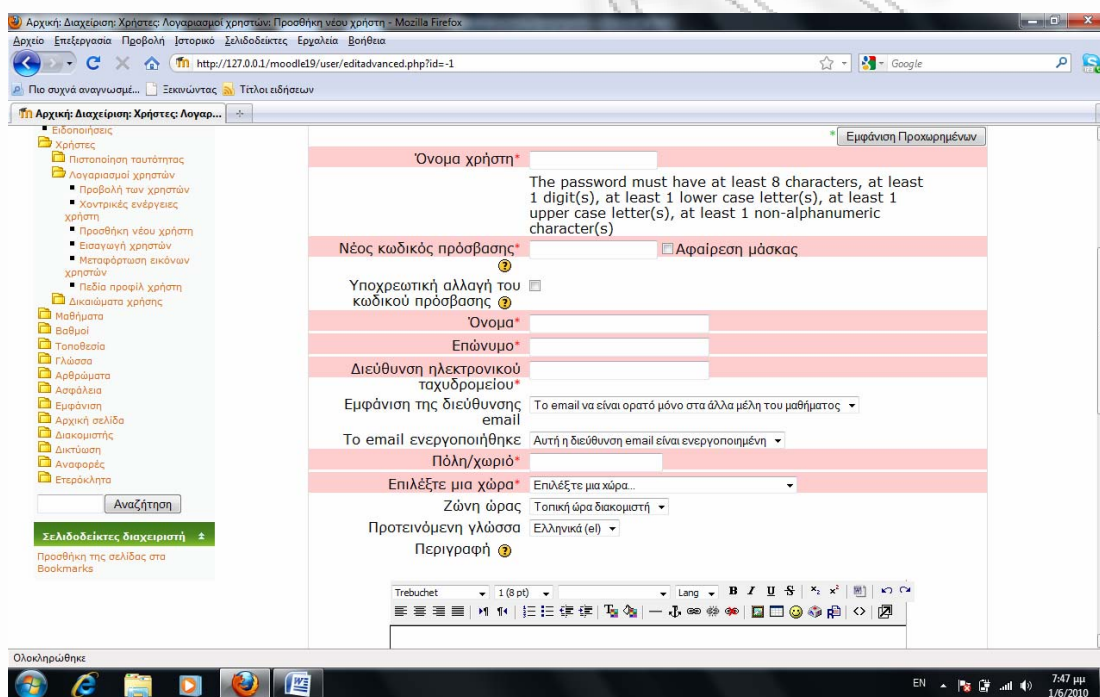 Αρχική: Διαχείριση: Χρήστες: Λογαριασμοί χρηστών: Προσθήκη νέου χρήστη - Mozilla Firefox
Αρχείο Επεξεργασία Προβολή Ιστορικό Σελιδοδείκτες Εργαλεία Βοήθεια
http://127.0.0.1/moodle19/user/editadvanced.php?id=-1
Google
Πιο συχνά αναγνωσμέ... Ξεκινώντας Τίτλοι ειδήσεων
Αρχική: Διαχείριση: Χρήστες: Λογαρ...
Ειδοποιήσεις
Χρήστες
Πιστοποίηση ταυτότητας
Λογαριασμοί χρηστών
Προβολή των χρηστών
Χοντρικές ενέργειες
χρήστη
Προσθήκη νέου χρήστη
Εισαγωγή χρηστών
Μεταφόρτωση εικόνων
χρηστών
Πεδία προφίλ χρήστη
Δικαιώματα χρήσης
Μαθήματα
Βαθμοί
Τοποθεσία
Γλώσσα
Αρθρώματα
Ασφάλεια
Εμφάνιση
Αρχική σελίδα
Διακομιστής
Δικτύωση
Αναφορές
Ετερόκλητα
Αναζήτηση
Σελιδοδείκτες διαχειριστή
Προσθήκη της σελίδας στα
Bookmarks
* Εμφάνιση Προχωρημένων
Όνομα χρήστη*
The password must have at least 8 characters, at least
1 digit(s), at least 1 lower case letter(s), at least 1
upper case letter(s), at least 1 non-alphanumeric
character(s)
Νέος κωδικός πρόσβασης* Αφαίρεση μάσκας
Υποχρεωτική αλλαγή του
κωδικού πρόσβασης
Όνομα*
Επώνυμο*
Διεύθυνση ηλεκτρονικού
ταχυδρομείου*
Εμφάνιση της διεύθυνσης Το email να είναι ορατό μόνο στα άλλα μέλη του μαθήματος
email
Το email ενεργοποιήθηκε Αυτή η διεύθυνση email είναι ενεργοποιημένη
Πόλη/χωριό*
Επιλέξτε μια χώρα* Επιλέξτε μια χώρα...
Ζώνη ώρας Τοπική ώρα διακομιστή
Προτεινόμενη γλώσσα Ελληνικά (el)
Περιγραφή
Trebuchet 1 (8 pt) Lang B I U S
Ολοκληρώθηκε
EN 7:47 μμ
1/6/2010